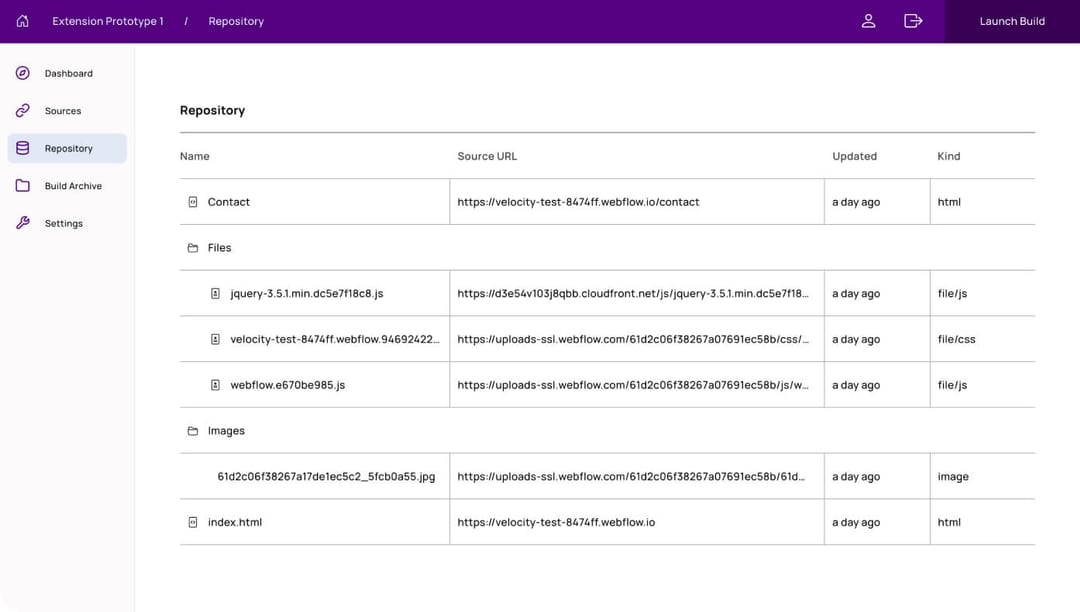 Extension Prototype 1 / Repository Launch Build
Dashboard
Sources
Repository
Build Archive
Settings
Repository
Name Source URL Updated Kind
Contact https://velocity-test-8474ff.webflow.io/contact a day ago html
Files
jquery-3.5.1.min.dc5e7f18c8.js https://d3e54v103j8qbb.cloudfront.net/js/jquery-3.5.1.min.dc5e7f18... a day ago file/js
velocity-test-8474ff.webflow.94692422... https://uploads-ssl.webflow.com/61d2c06f38267a07691ec58b/css/... a day ago file/css
webflow.e670be985.js https://uploads-ssl.webflow.com/61d2c06f38267a07691ec58b/js/w... a day ago file/js
Images
61d2c06f38267a17de1ec5c2_5fcb0a55.jpg https://uploads-ssl.webflow.com/61d2c06f38267a07691ec58b/61d... a day ago image
index.html https://velocity-test-8474ff.webflow.io a day ago html